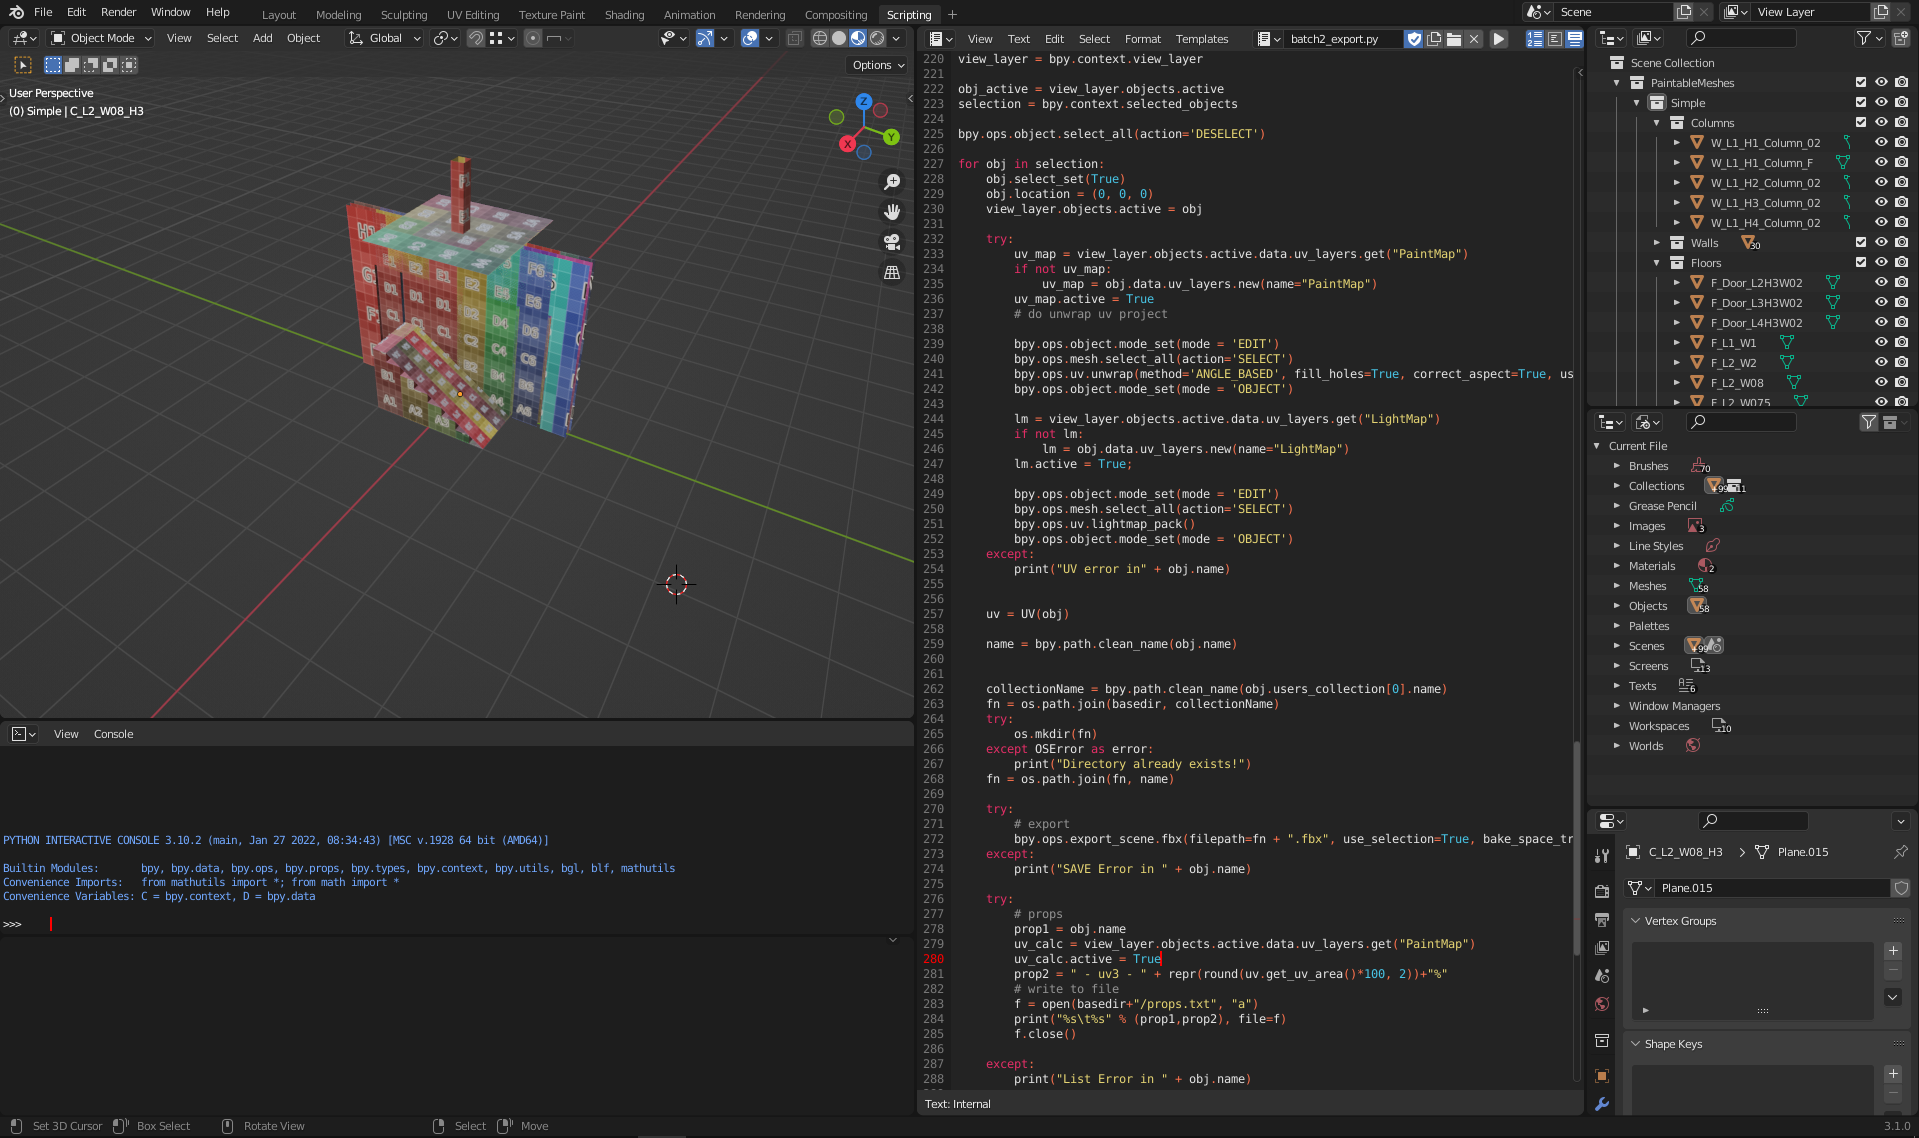 File Edit Render Window Help Layout Modeling Sculpting UV Editing Texture Paint Shading Animation Rendering Compositing Scripting + Scene View Layer
Object Mode View Select Add Object Global
Options
User Perspective
(0) Simple | C_L2_W08_H3
Z
Y
X
View Console
PYTHON INTERACTIVE CONSOLE 3.10.2 (main, Jan 27 2022, 08:34:43) [MSC v.1928 64 bit (AMD64)]
Builtin Modules: bpy, bpy.data, bpy.ops, bpy.props, bpy.types, bpy.context, bpy.utils, bgl, blf, mathutils
Convenience Imports: from mathutils import *; from math import *
Convenience Variables: C = bpy.context, D = bpy.data
>>>
View Text Edit Select Format Templates batch2_export.py
220 view_layer = bpy.context.view_layer
221
222 obj_active = view_layer.objects.active
223 selection = bpy.context.selected_objects
224
225 bpy.ops.object.select_all(action='DESELECT')
226
227 for obj in selection:
228     obj.select_set(True)
229     obj.location = (0, 0, 0)
230     view_layer.objects.active = obj
231
232     try:
233         uv_map = view_layer.objects.active.data.uv_layers.get("PaintMap")
234         if not uv_map:
235             uv_map = obj.data.uv_layers.new(name="PaintMap")
236         uv_map.active = True
237         # do unwrap uv project
238
239         bpy.ops.object.mode_set(mode = 'EDIT')
240         bpy.ops.mesh.select_all(action='SELECT')
241         bpy.ops.uv.unwrap(method='ANGLE_BASED', fill_holes=True, correct_aspect=True, us
242         bpy.ops.object.mode_set(mode = 'OBJECT')
243
244         lm = view_layer.objects.active.data.uv_layers.get("LightMap")
245         if not lm:
246             lm = obj.data.uv_layers.new(name="LightMap")
247         lm.active = True;
248
249         bpy.ops.object.mode_set(mode = 'EDIT')
250         bpy.ops.mesh.select_all(action='SELECT')
251         bpy.ops.uv.lightmap_pack()
252         bpy.ops.object.mode_set(mode = 'OBJECT')
253     except:
254         print("UV error in" + obj.name)
255
256
257     uv = UV(obj)
258
259     name = bpy.path.clean_name(obj.name)
260
261
262     collectionName = bpy.path.clean_name(obj.users_collection[0].name)
263     fn = os.path.join(basedir, collectionName)
264     try:
265         os.mkdir(fn)
266     except OSError as error:
267         print("Directory already exists!")
268     fn = os.path.join(fn, name)
269
270     try:
271         # export
272         bpy.ops.export_scene.fbx(filepath=fn + ".fbx", use_selection=True, bake_space_tr
273     except:
274         print("SAVE Error in " + obj.name)
275
276     try:
277         # props
278         prop1 = obj.name
279         uv_calc = view_layer.objects.active.data.uv_layers.get("PaintMap")
280         uv_calc.active = True
281         prop2 = " - uv3 - " + repr(round(uv.get_uv_area()*100, 2))+"%"
282         # write to file
283         f = open(basedir+"/props.txt", "a")
284         print("%s\t%s" % (prop1,prop2), file=f)
285         f.close()
286
287     except:
288         print("List Error in " + obj.name)
Text: Internal
Scene Collection
PaintableMeshes
Simple
Columns
W_L1_H1_Column_02
W_L1_H1_Column_F
W_L1_H2_Column_02
W_L1_H3_Column_02
W_L1_H4_Column_02
Walls 30
Floors
F_Door_L2H3W02
F_Door_L3H3W02
F_Door_L4H3W02
F_L1_W1
F_L2_W2
F_L2_W08
F_L2_W075
Current File
Brushes 70
Collections +99 11
Grease Pencil
Images 3
Line Styles
Materials 2
Meshes 58
Objects 58
Palettes
Scenes +99
Screens 13
Texts 6
Window Managers
Workspaces 10
Worlds
C_L2_W08_H3 > Plane.015
Plane.015
Vertex Groups
Shape Keys
Set 3D Cursor Box Select Rotate View Select Move 3.1.0